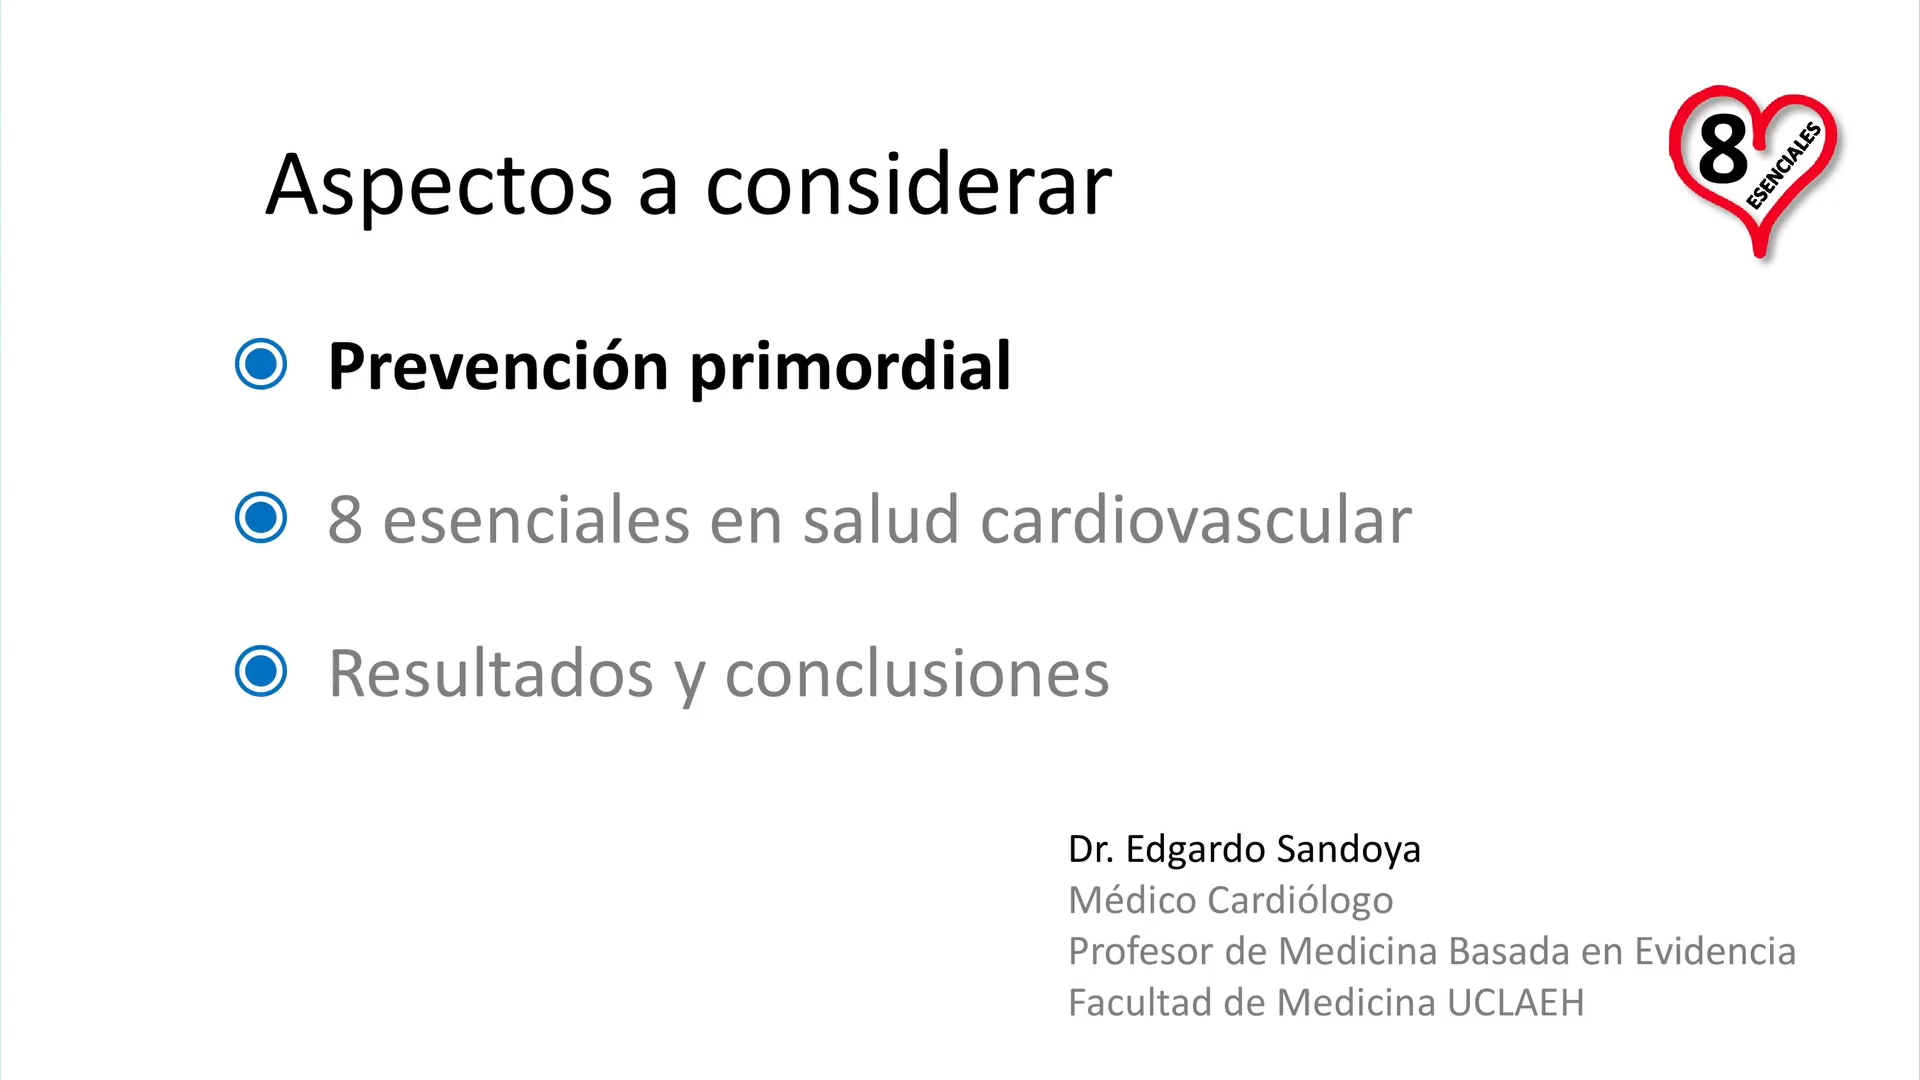 Aspectos a considerar
8
ESENCIALES
Prevención primordial
8 esenciales en salud cardiovascular
Resultados y conclusiones
Dr. Edgardo Sandoya
Médico Cardiólogo
Profesor de Medicina Basada en Evidencia
Facultad de Medicina UCLAEH